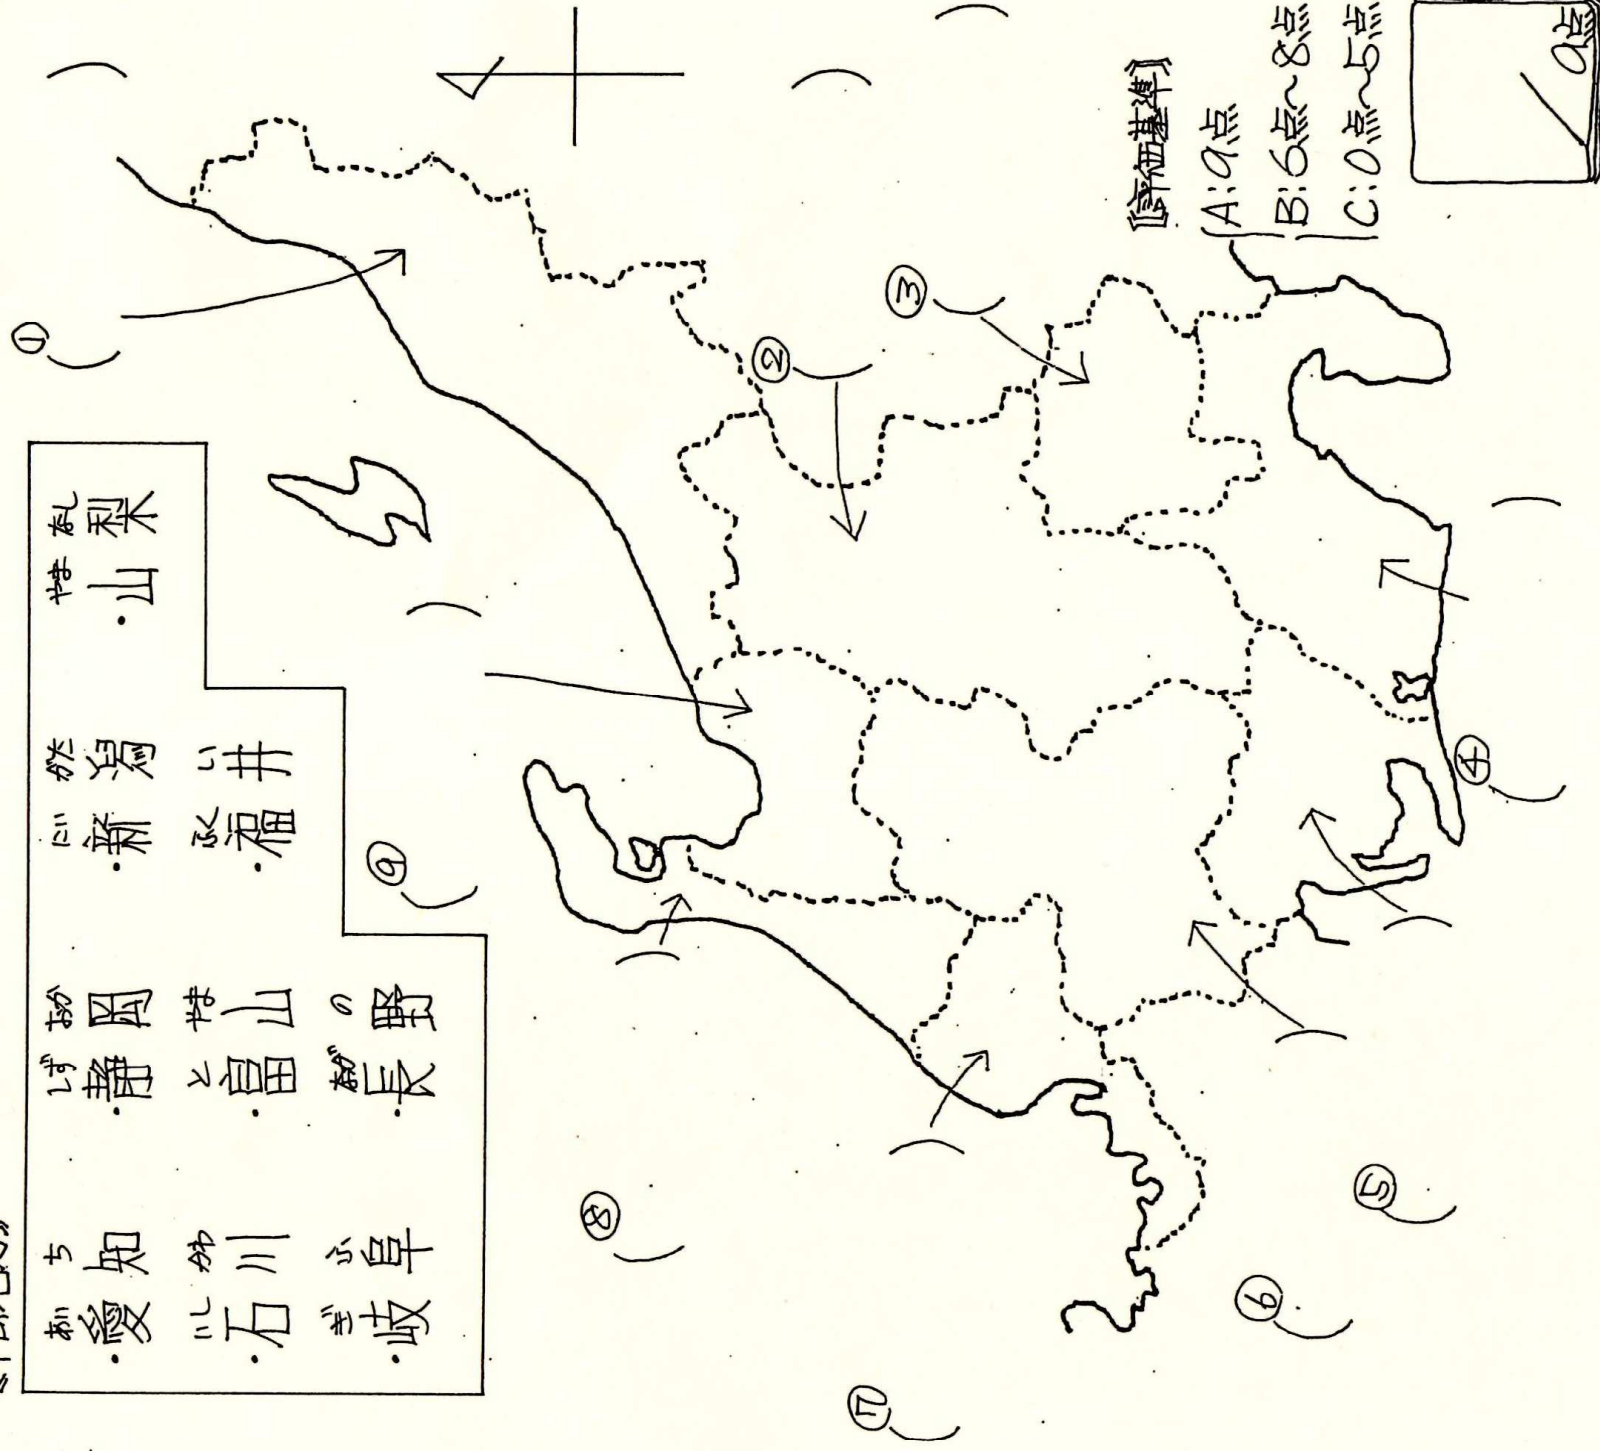 あい ち
・愛知
しず おか
・静岡
にい がた
・新潟
やま なし
・山梨
いし かわ
・石川
と やま
・富山
ふく い
・福井
ぎ ふ
・岐阜
なが の
・長野
①
②
③
④
⑤
⑥
⑦
⑧
⑨
【評価基準】
A:9点
B:6点~8点
C:0点~5点
/9点